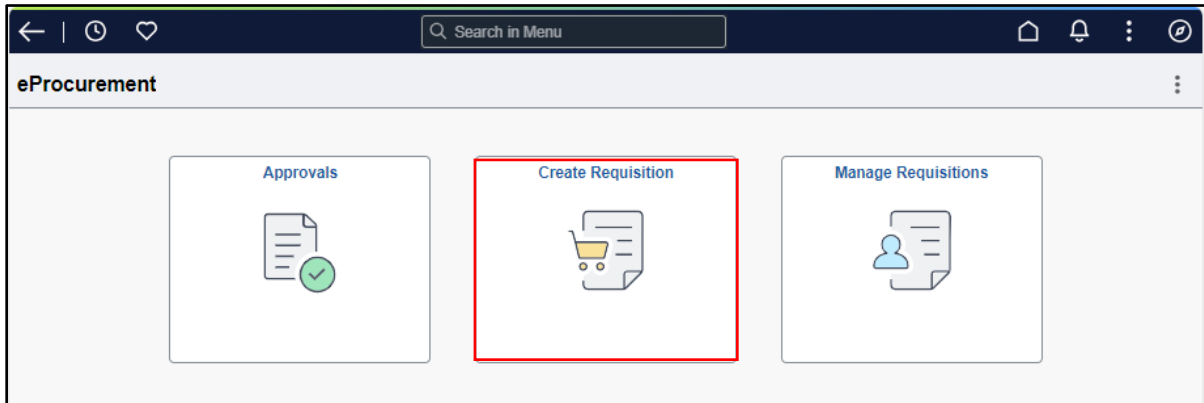 Search in Menu
eProcurement
Approvals
Create Requisition
Manage Requisitions